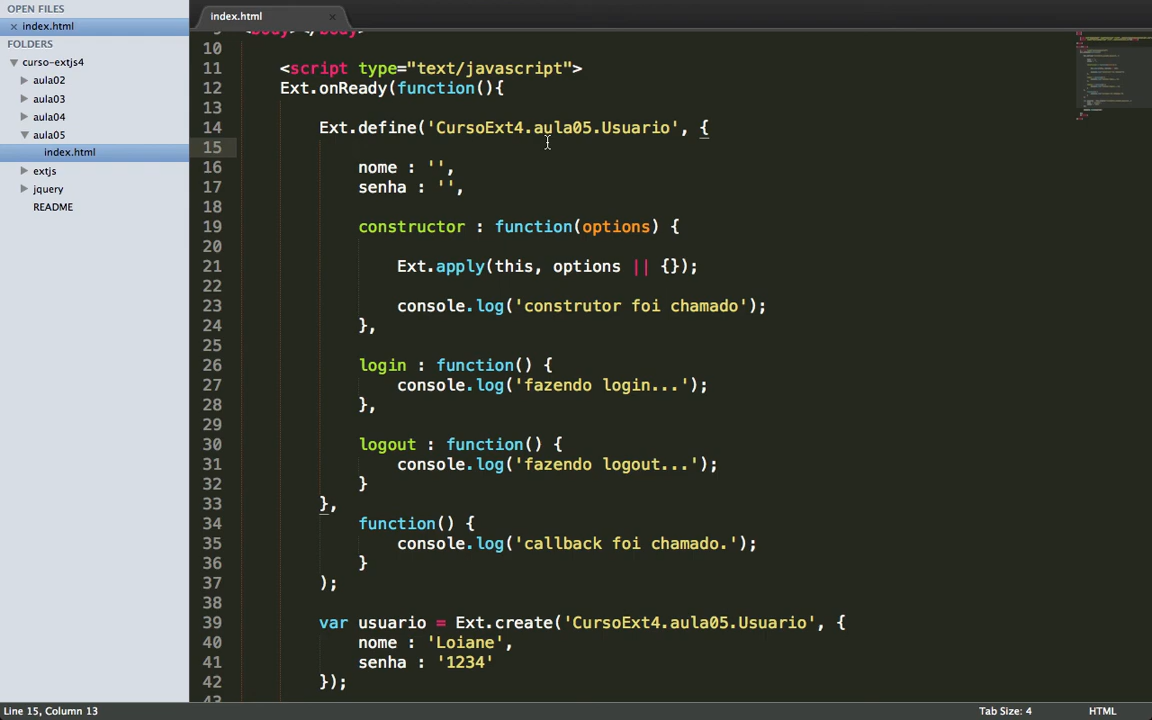 OPEN FILES
× index.html
FOLDERS
curso-extjs4
aula02
aula03
aula04
aula05
index.html
extjs
jquery
README
index.html ×
10
11 <script type="text/javascript">
12 Ext.onReady(function(){
13
14 Ext.define('CursoExt4.aula05.Usuario', {
15
16 nome : '',
17 senha : '',
18
19 constructor : function(options) {
20
21 Ext.apply(this, options || {});
22
23 console.log('construtor foi chamado');
24 },
25
26 login : function() {
27 console.log('fazendo login...');
28 },
29
30 logout : function() {
31 console.log('fazendo logout...');
32 }
33 },
34 function() {
35 console.log('callback foi chamado.');
36 }
37 );
38
39 var usuario = Ext.create('CursoExt4.aula05.Usuario', {
40 nome : 'Loiane',
41 senha : '1234'
42 });
Line 15, Column 13
Tab Size: 4
HTML